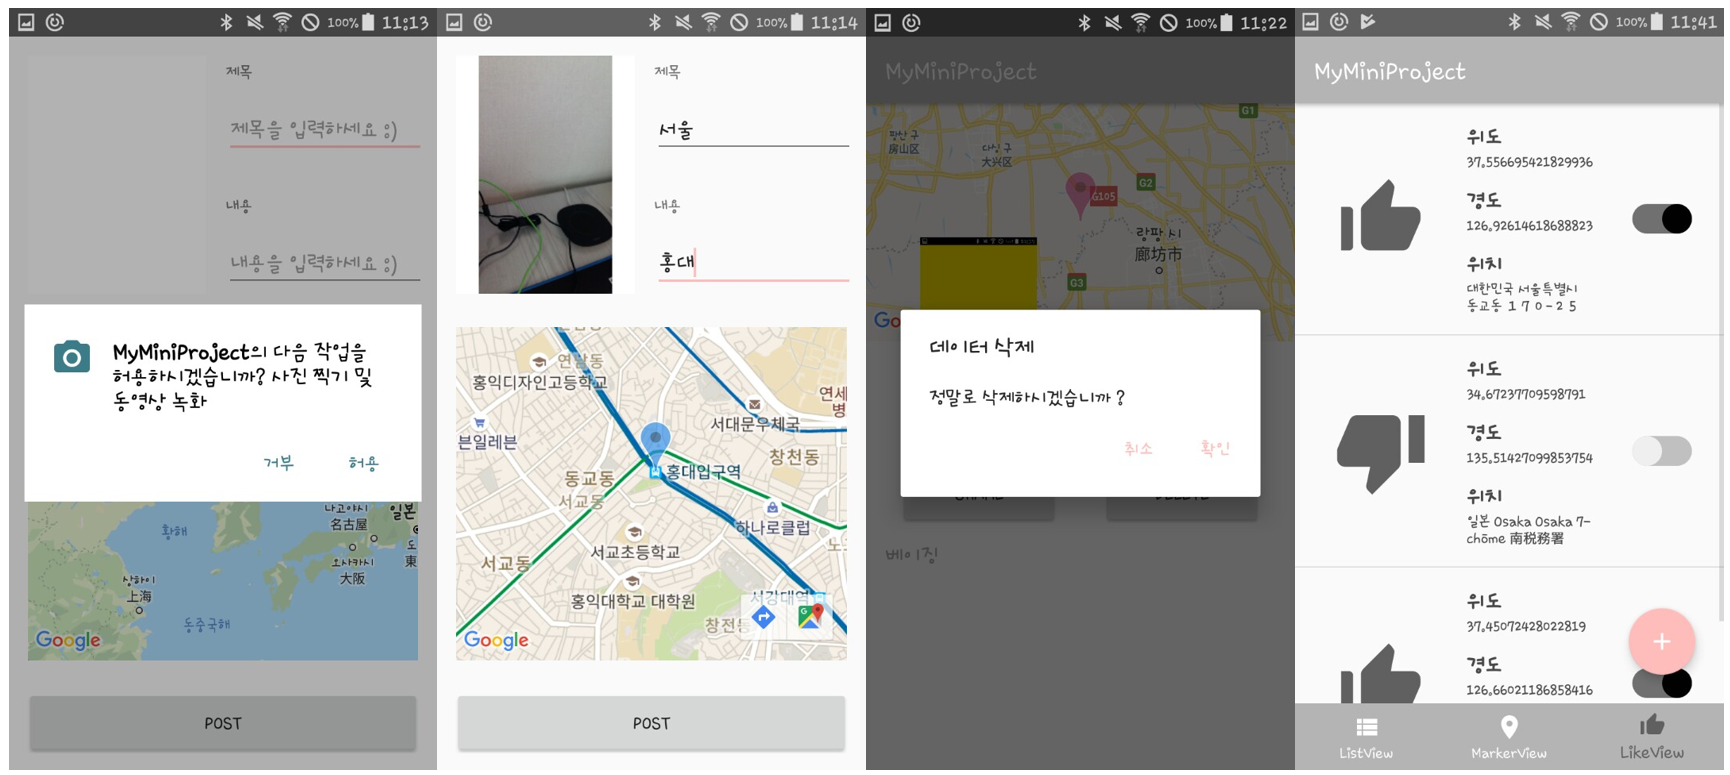 100% 11:13
제목
제목을 입력하세요 :)
내용
내용을 입력하세요 :)
MyMiniProject의 다음 작업을
허용하시겠습니까? 사진 찍기 및
동영상 녹화
거부 허용
나고야시
名古屋
일본
황해
도
東
오사카시
大阪
상하이
上海
동중국해
Google
POST
100% 11:14
제목
서울
내용
홍대
연남동
홍익디자인고등학교
연세
병
서대문우체국
븐일레븐
창천동
홍대입구역
동교동
서교동
하나로클럽
서교초등학교
노
서교동
홍익대학교 대학원
서강대역
창전동
Google
POST
100% 11:22
MyMiniProject
G1
팡산 구
房山区
다싱 구
大兴区
G2
G105
랑팡 시
廊坊市
G3
Go
데이터 삭제
정말로 삭제하시겠습니까 ?
취소 확인
베이징
100% 11:41
MyMiniProject
위도
37.556695421829936
경도
126.92614618688823
위치
대한민국 서울특별시
동교동 170-25
위도
34.67237709598791
경도
135.51427099853754
위치
일본 Osaka Osaka 7-
chōme 南税務署
위도
37.45072428022819
경도
126.66021186858416
ListView MarkerView LikeView